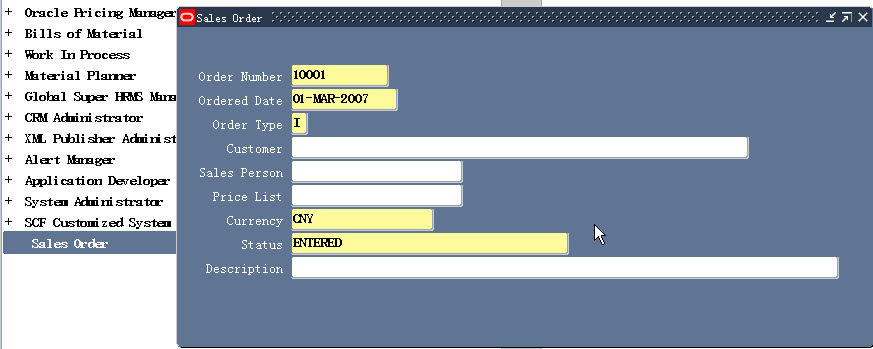 + Oracle Pricing Manager
+ Bills of Material
+ Work In Process
+ Material Planner
+ Global Super HRMS Mana
+ CRM Administrator
+ XML Publisher Administ
+ Alert Manager
+ Application Developer
+ System Administrator
+ SCF Customized System
Sales Order
Sales Order
Order Number 10001
Ordered Date 01-MAR-2007
Order Type I
Customer
Sales Person
Price List
Currency CNY
Status ENTERED
Description